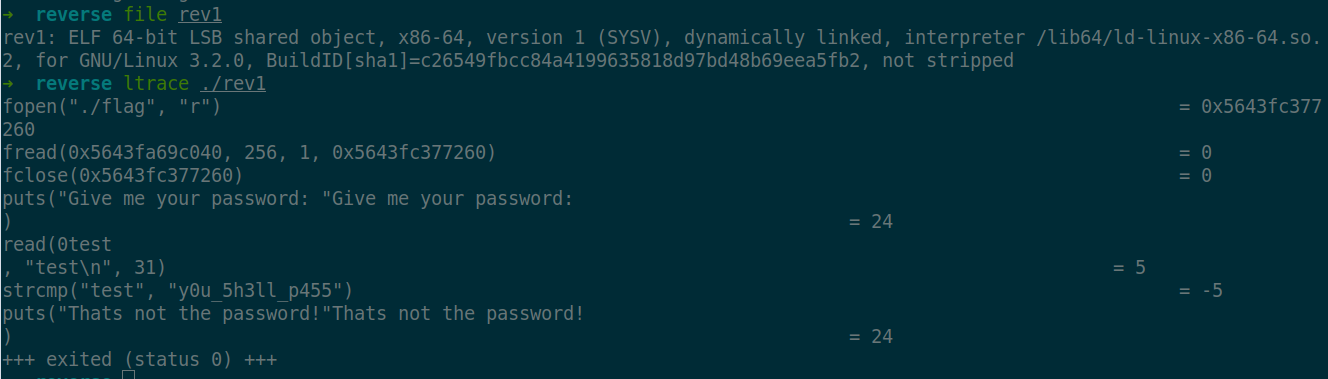 → reverse file rev1
rev1: ELF 64-bit LSB shared object, x86-64, version 1 (SYSV), dynamically linked, interpreter /lib64/ld-linux-x86-64.so.
2, for GNU/Linux 3.2.0, BuildID[sha1]=c26549fbcc84a4199635818d97bd48b69eea5fb2, not stripped
→ reverse ltrace ./rev1
fopen("./flag", "r") = 0x5643fc377
260
fread(0x5643fa69c040, 256, 1, 0x5643fc377260) = 0
fclose(0x5643fc377260) = 0
puts("Give me your password: "Give me your password:
) = 24
read(0test
, "test\n", 31) = 5
strcmp("test", "y0u_5h3ll_p455") = -5
puts("Thats not the password!"Thats not the password!
) = 24
+++ exited (status 0) +++